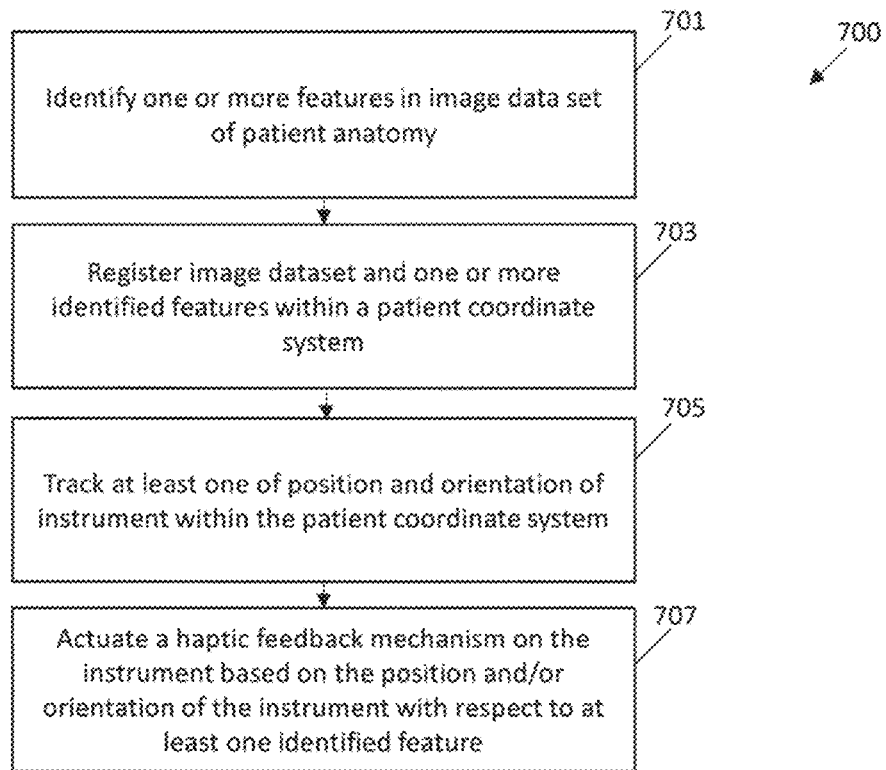 701
700
Identify one or more features in image data set
of patient anatomy
703
Register image dataset and one or more
identified features within a patient coordinate
system
705
Track at least one of position and orientation of
instrument within the patient coordinate system
707
Actuate a haptic feedback mechanism on the
instrument based on the position and/or
orientation of the instrument with respect to at
least one identified feature